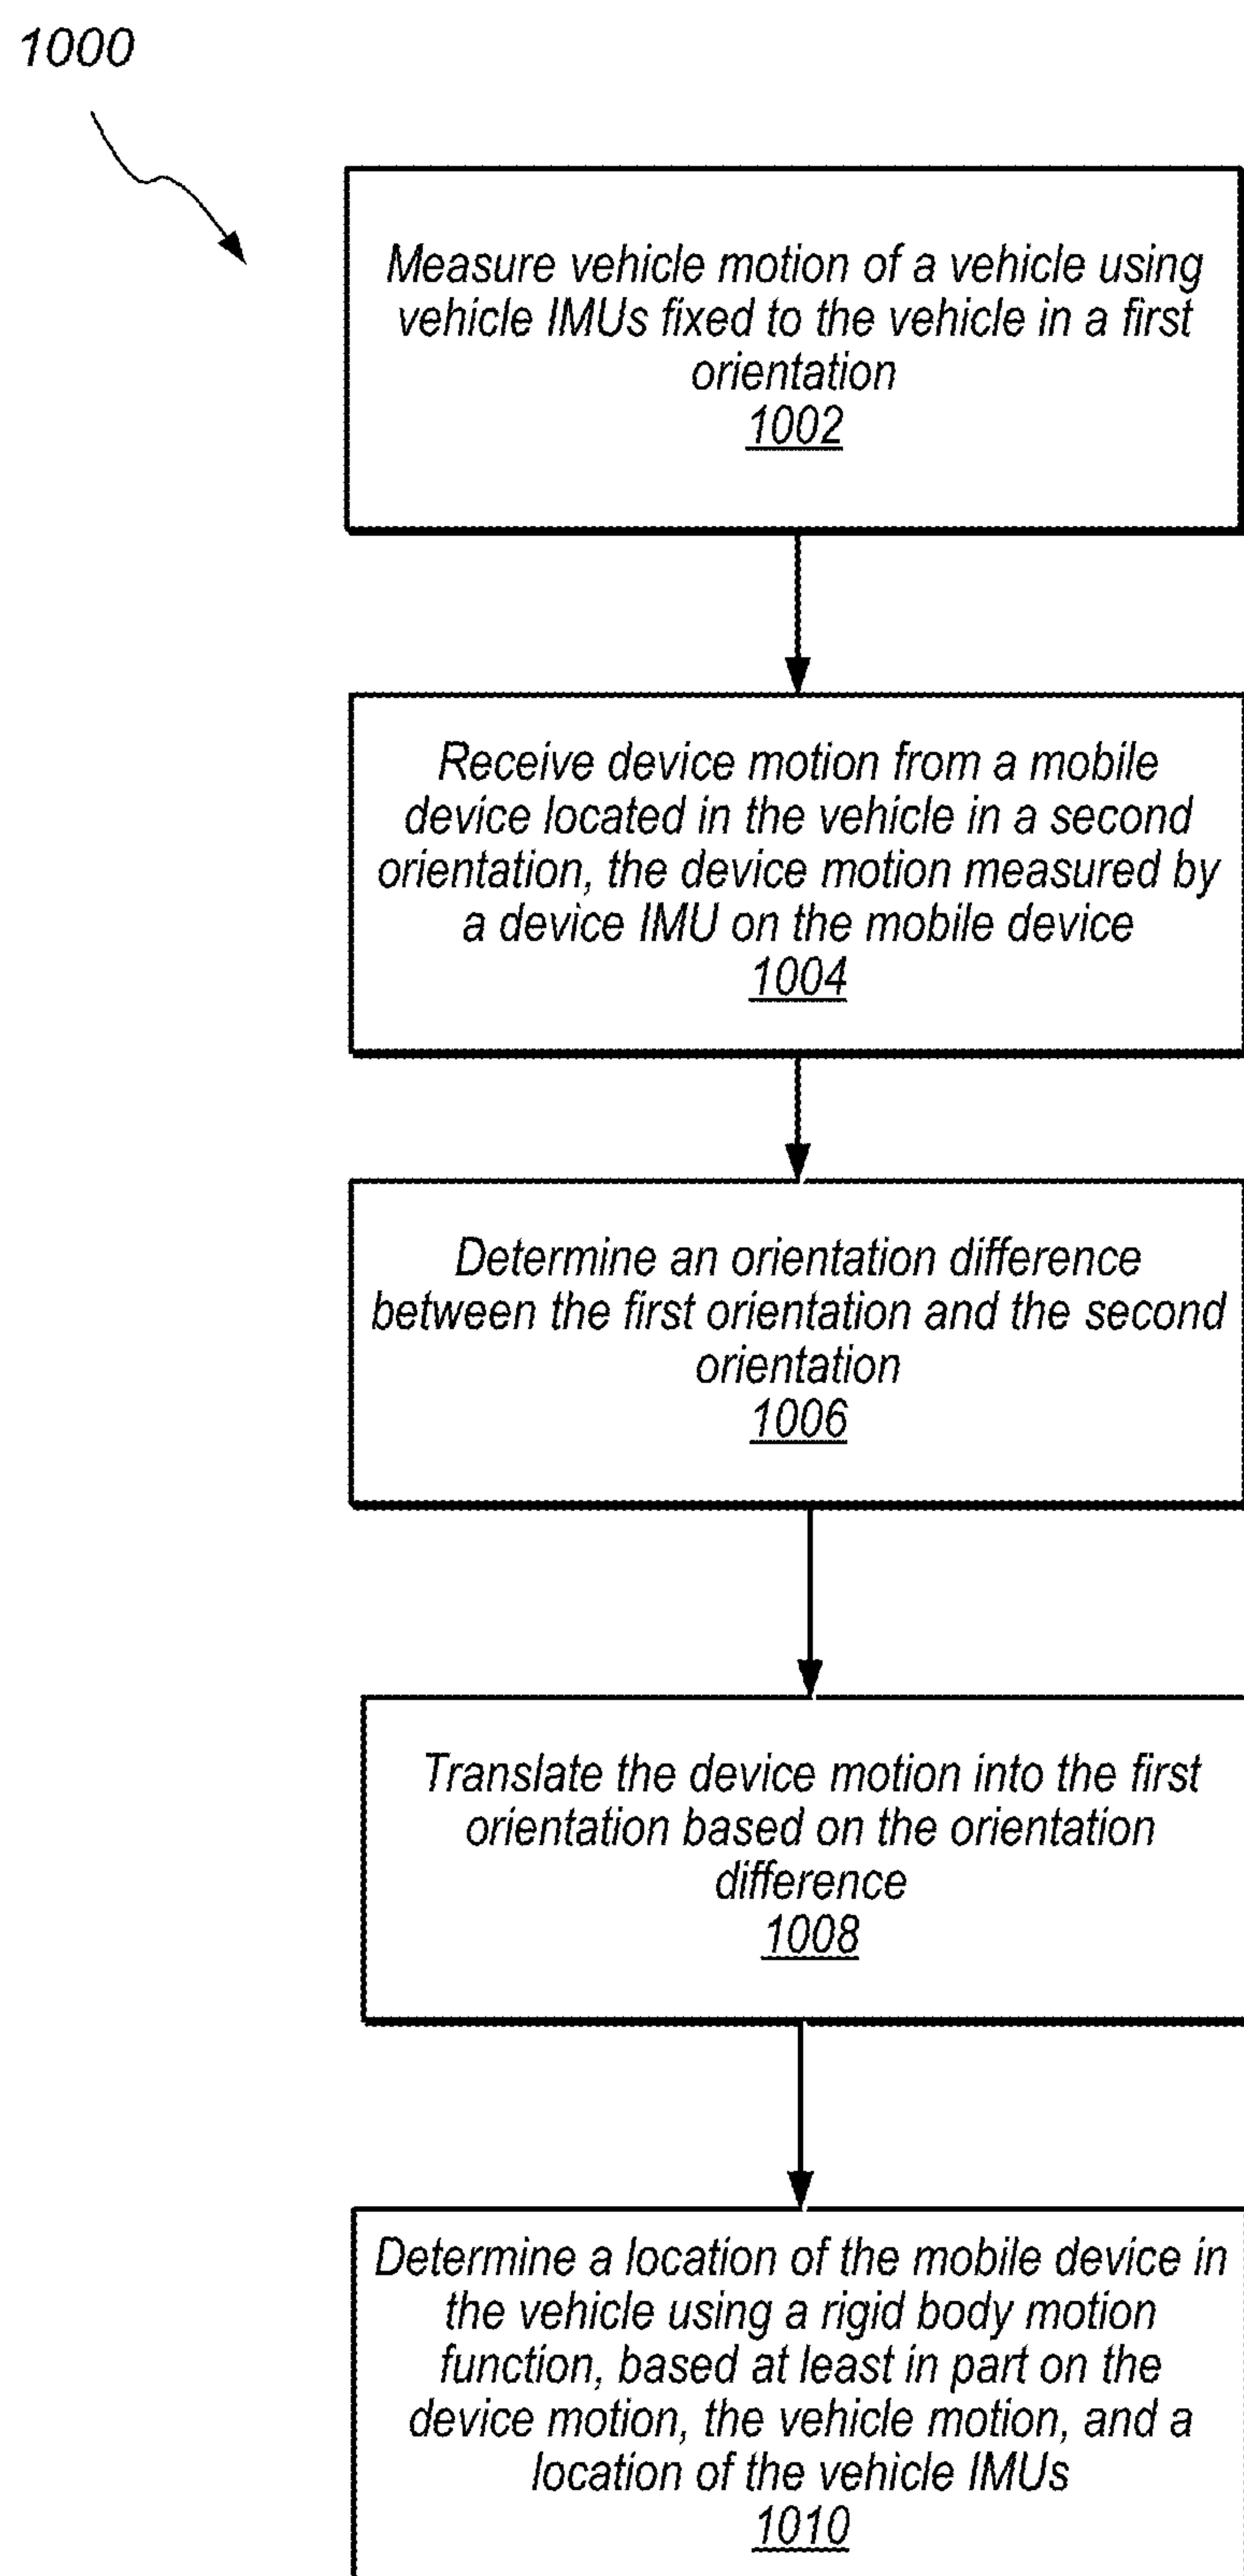 1000
Measure vehicle motion of a vehicle using
vehicle IMUs fixed to the vehicle in a first
orientation
1002
Receive device motion from a mobile
device located in the vehicle in a second
orientation, the device motion measured by
a device IMU on the mobile device
1004
Determine an orientation difference
between the first orientation and the second
orientation
1006
Translate the device motion into the first
orientation based on the orientation
difference
1008
Determine a location of the mobile device in
the vehicle using a rigid body motion
function, based at least in part on the
device motion, the vehicle motion, and a
location of the vehicle IMUs
1010